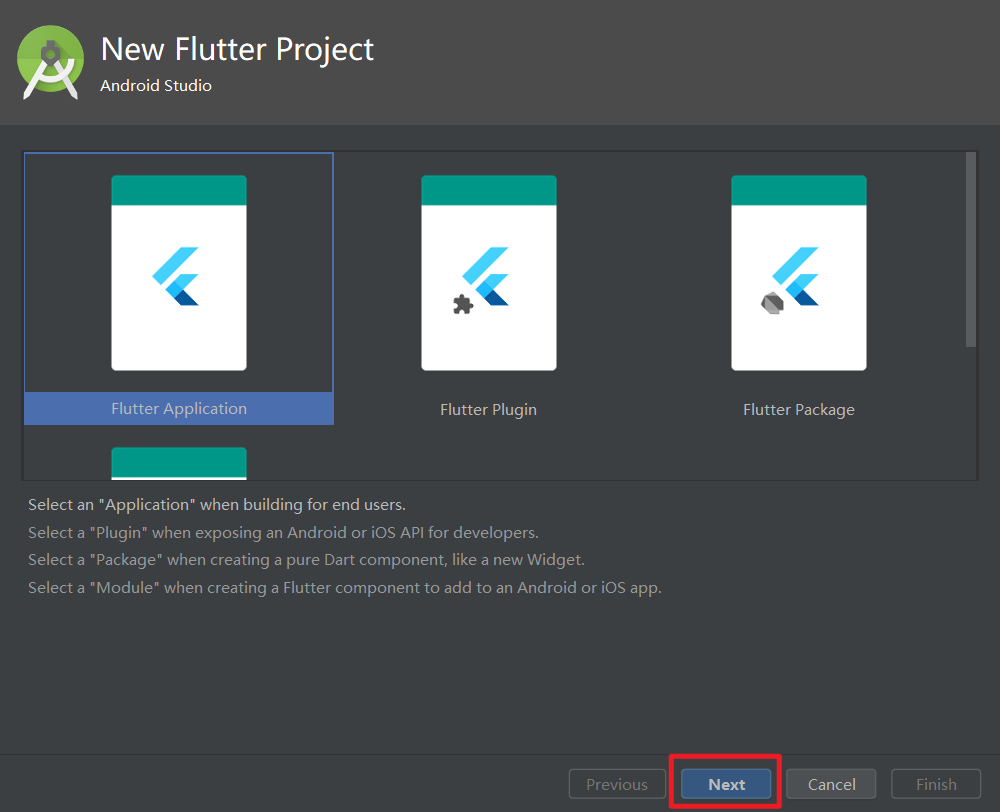 New Flutter Project
Android Studio
Flutter Application
Flutter Plugin
Flutter Package
Select an "Application" when building for end users.
Select a "Plugin" when exposing an Android or iOS API for developers.
Select a "Package" when creating a pure Dart component, like a new Widget.
Select a "Module" when creating a Flutter component to add to an Android or iOS app.
Previous
Next
Cancel
Finish